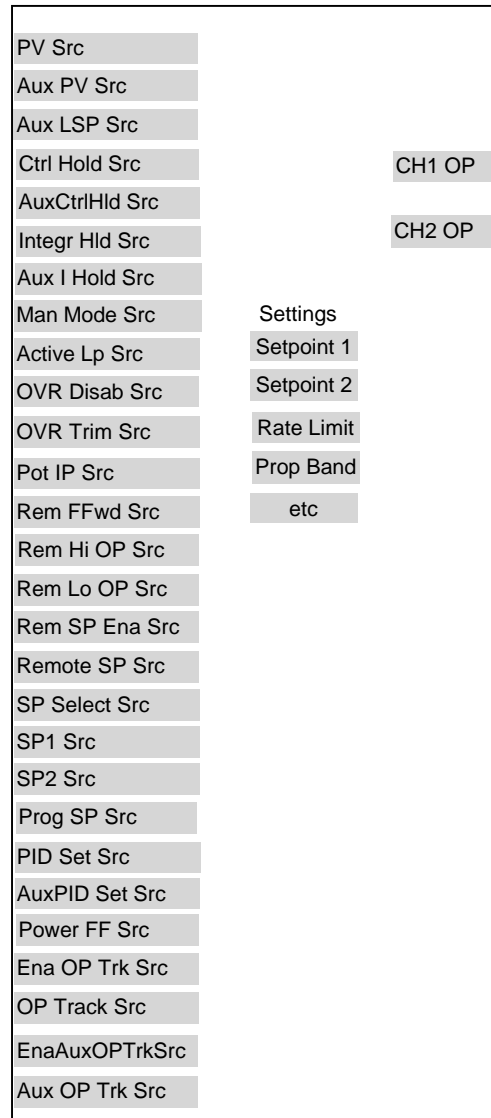 PV Src
Aux PV Src
Aux LSP Src
Ctrl Hold Src
AuxCtrlHld Src
Integr Hld Src
Aux I Hold Src
Man Mode Src
Active Lp Src
OVR Disab Src
OVR Trim Src
Pot IP Src
Rem FFwd Src
Rem Hi OP Src
Rem Lo OP Src
Rem SP Ena Src
Remote SP Src
SP Select Src
SP1 Src
SP2 Src
Prog SP Src
PID Set Src
AuxPID Set Src
Power FF Src
Ena OP Trk Src
OP Track Src
EnaAuxOPTrkSrc
Aux OP Trk Src
Settings
Setpoint 1
Setpoint 2
Rate Limit
Prop Band
etc
CH1 OP
CH2 OP